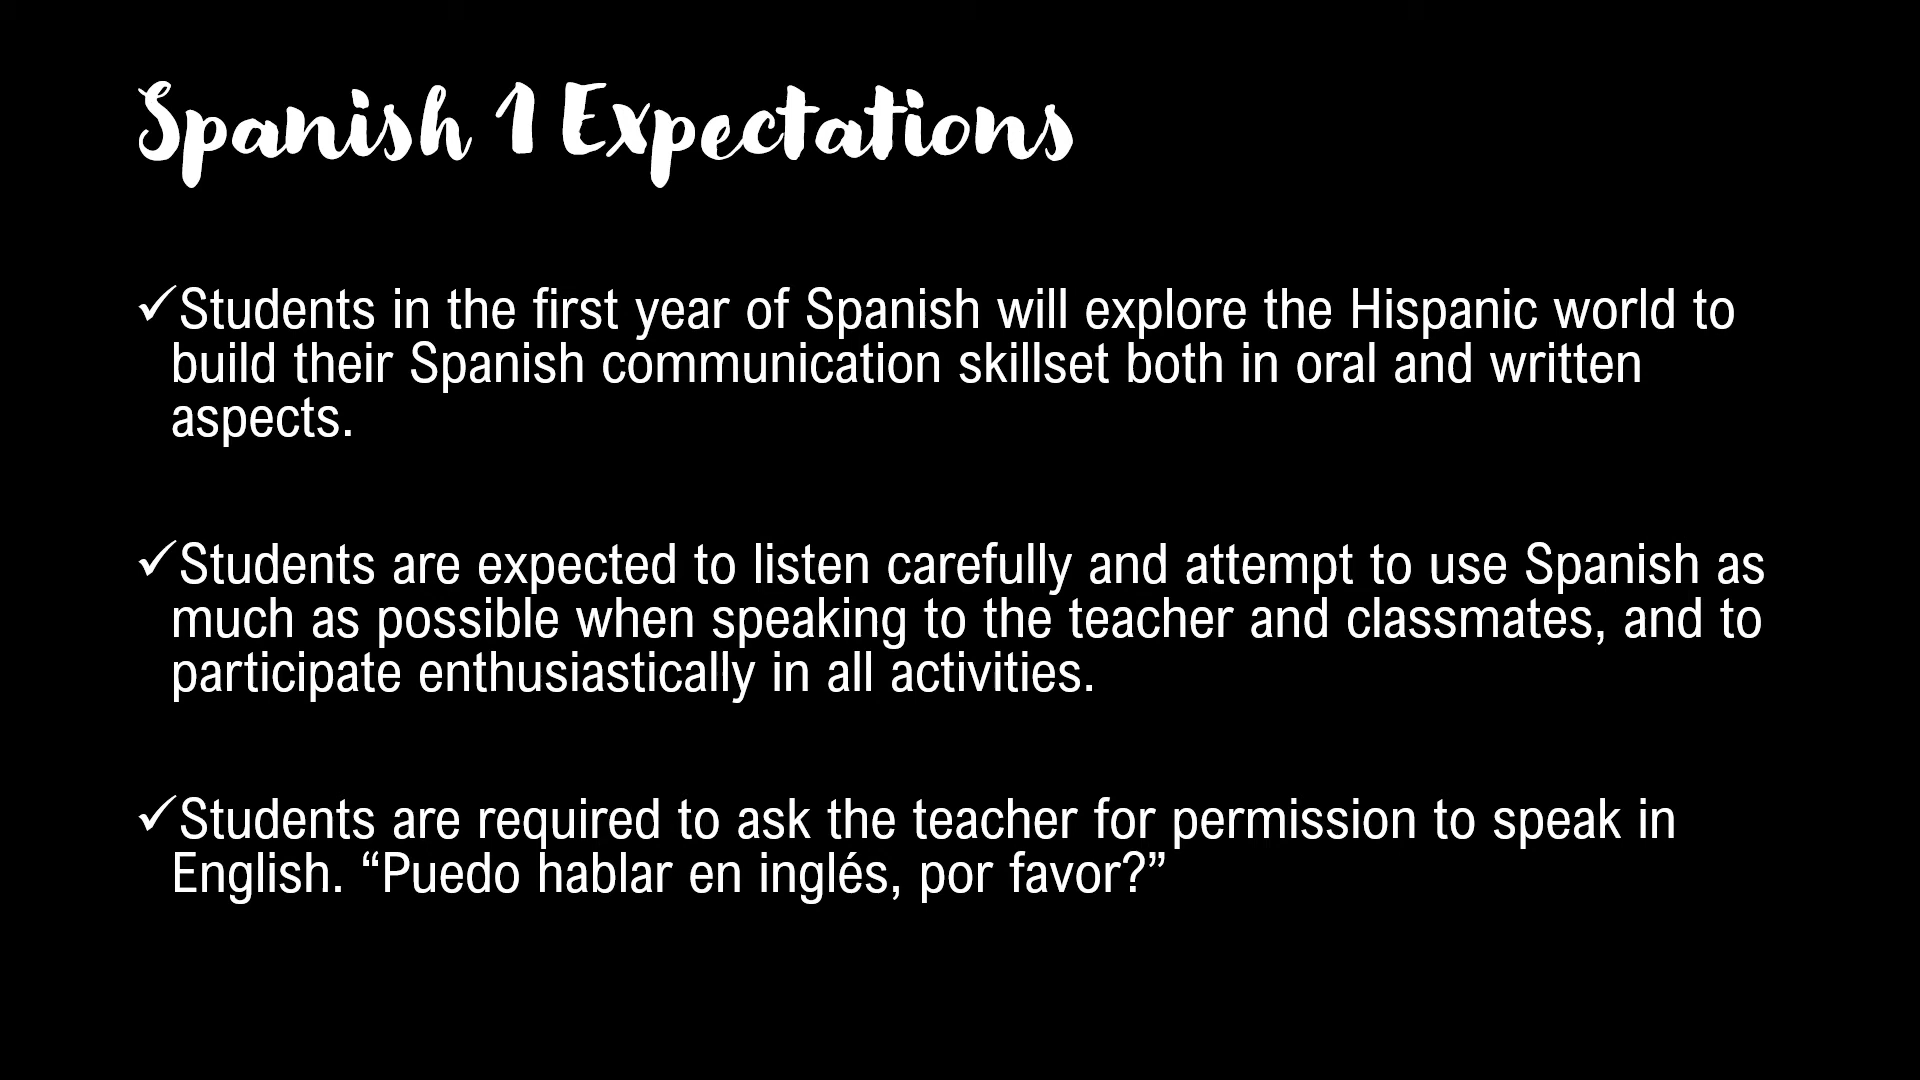 Spanish 1 Expectations
✓Students in the first year of Spanish will explore the Hispanic world to
build their Spanish communication skillset both in oral and written
aspects.
✓Students are expected to listen carefully and attempt to use Spanish as
much as possible when speaking to the teacher and classmates, and to
participate enthusiastically in all activities.
✓Students are required to ask the teacher for permission to speak in
English. “Puedo hablar en inglés, por favor?”